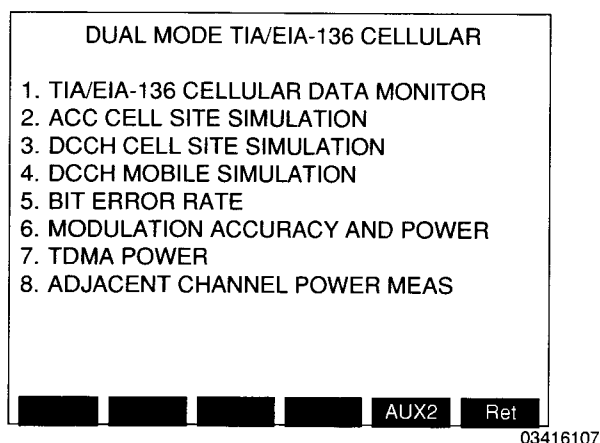 DUAL MODE TIA/EIA-136 CELLULAR
1. TIA/EIA-136 CELLULAR DATA MONITOR
2. ACC CELL SITE SIMULATION
3. DCCH CELL SITE SIMULATION
4. DCCH MOBILE SIMULATION
5. BIT ERROR RATE
6. MODULATION ACCURACY AND POWER
7. TDMA POWER
8. ADJACENT CHANNEL POWER MEAS
AUX2 Ret
03416107